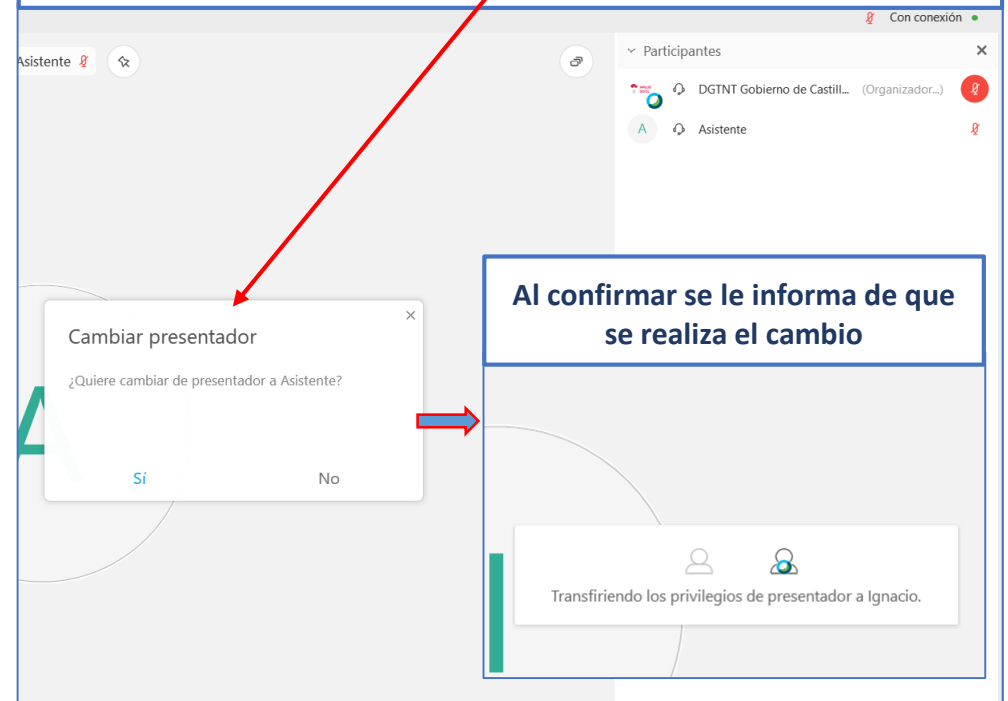 Con conexión
Asistente
Participantes
DGTNT Gobierno de Castill... (Organizador...)
A Asistente
Al confirmar se le informa de que
se realiza el cambio
Cambiar presentador
¿Quiere cambiar de presentador a Asistente?
Sí No
Transfiriendo los privilegios de presentador a Ignacio.